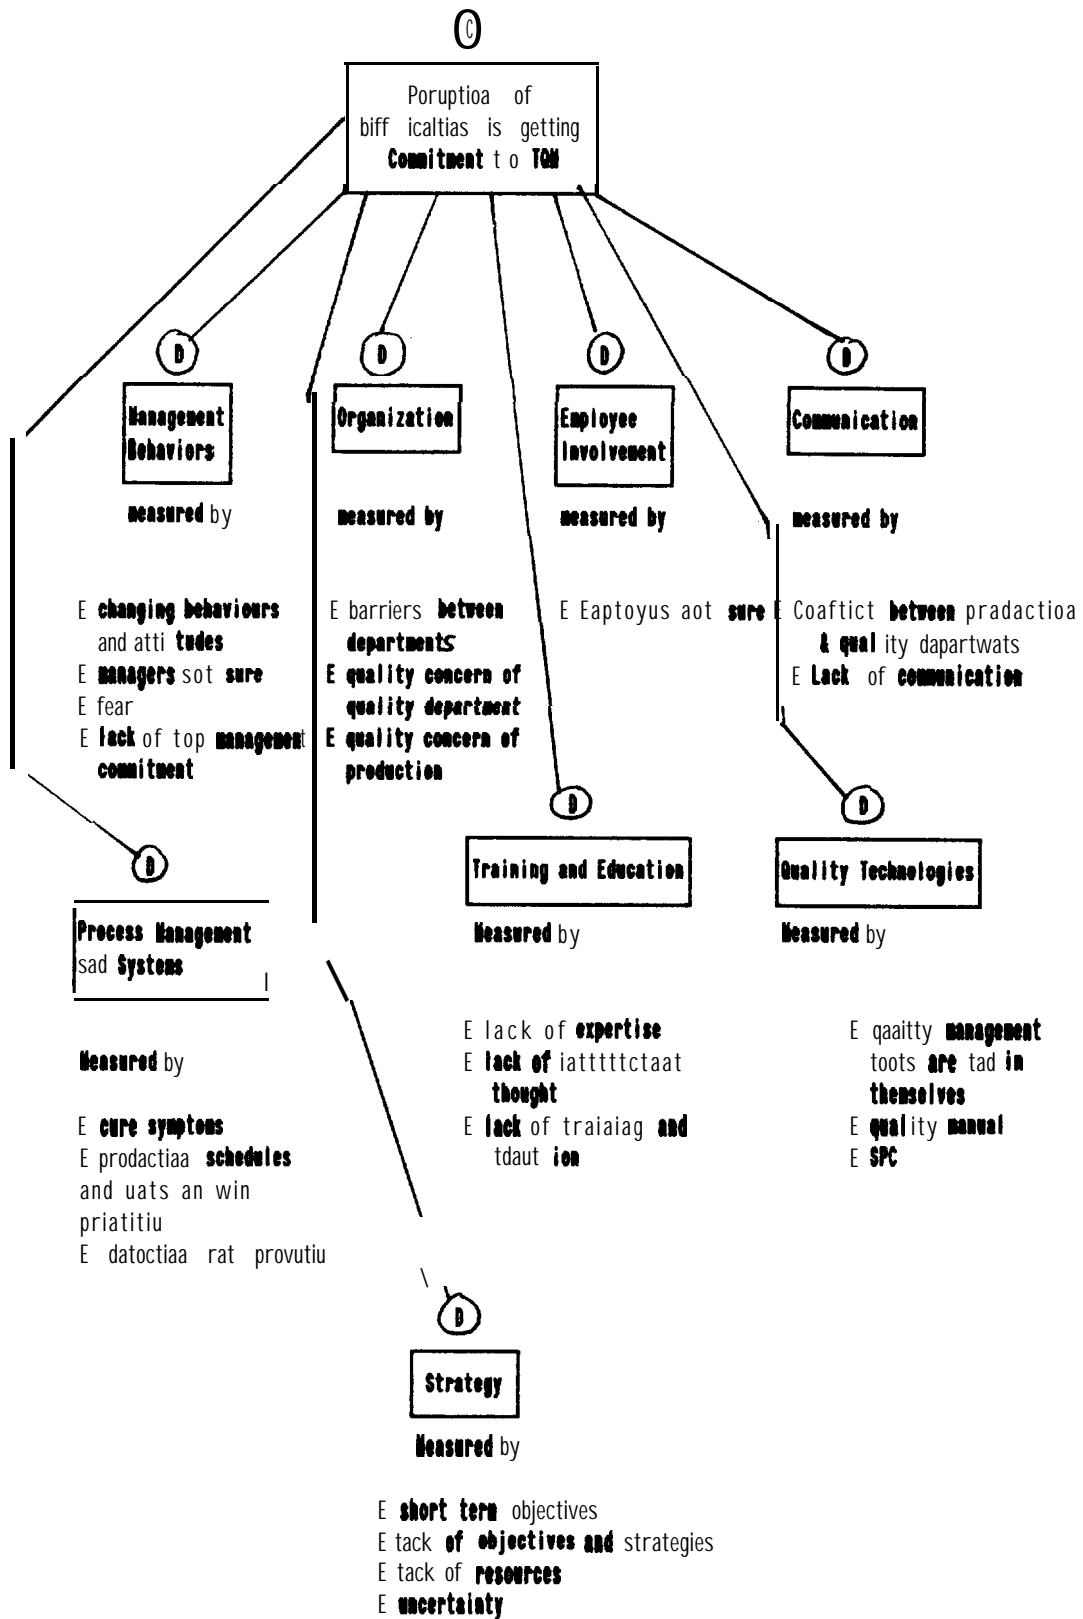 C
Poruptioa of
biff icaltias is getting
Commitment to TQM
D
D
D
D
Management
Behaviors
measured by
Organization
measured by
Employee
Involvement
measured by
Communication
measured by
E changing behaviours
and atti tudes
E managers sot sure
E fear
E lack of top management
commitment
E barriers between
departments
E quality concern of
quality department
E quality concern of
production
E Eaptoyus aot sure
E Coaftict between pradactioa
& qual ity dapartwats
E Lack of communication
D
Process Management
sad Systems
Measured by
E cure symptoms
E prodactiaa schedules
and uats an win
priatitiu
E datoctiaa rat provutiu
D
Training and Education
Measured by
E lack of expertise
E lack of iatttttctaat
thought
E lack of traiaiag and
tdaut ion
D
Quality Technologies
Measured by
E qaaitty management
toots are tad in
themselves
E quality manual
E SPC
D
Strategy
Measured by
E short term objectives
E tack of objectives and strategies
E tack of resources
E uncertainty